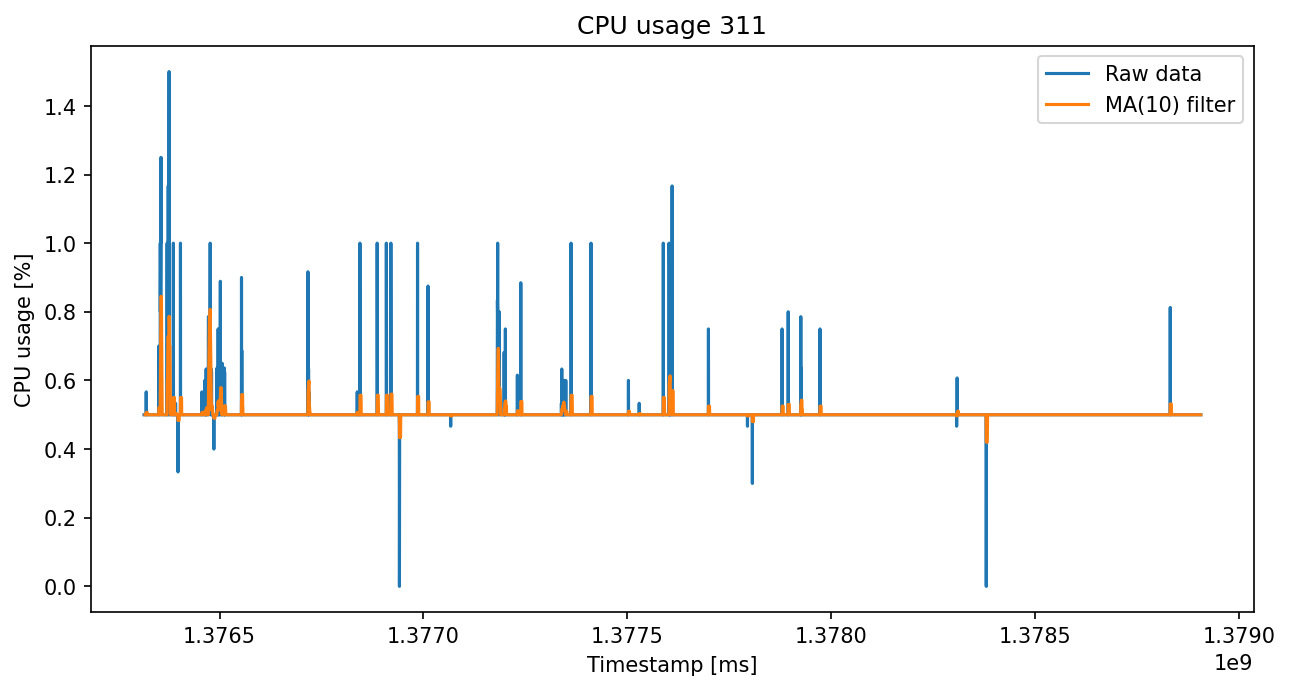 CPU usage 311
Raw data
MA(10) filter
CPU usage [%]
1.4
1.2
1.0
0.8
0.6
0.4
0.2
0.0
1.3765
1.3770
1.3775
1.3780
1.3785
1.3790
Timestamp [ms]
1e9